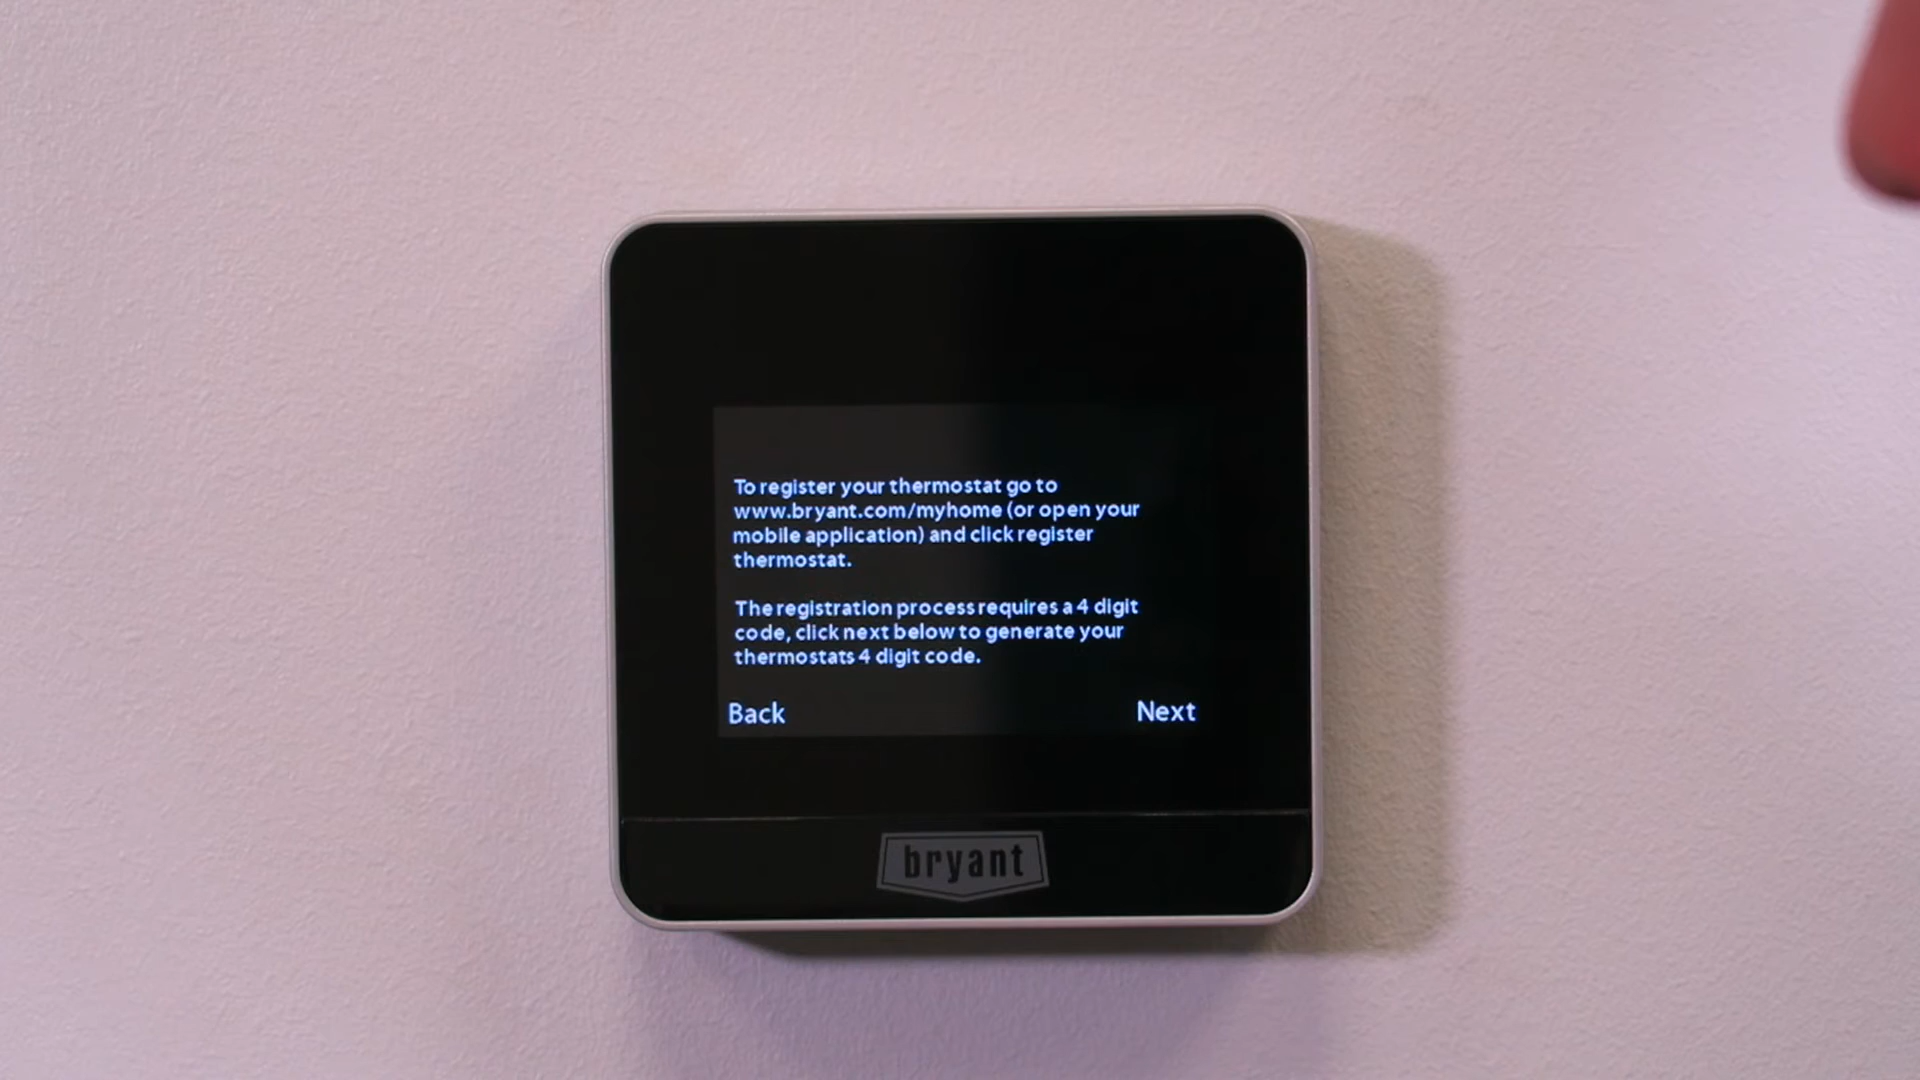 To register your thermostat go to
www.bryant.com/myhome (or open your
mobile application) and click register
thermostat.
The registration process requires a 4 digit
code, click next below to generate your
thermostats 4 digit code.
Back Next
bryant